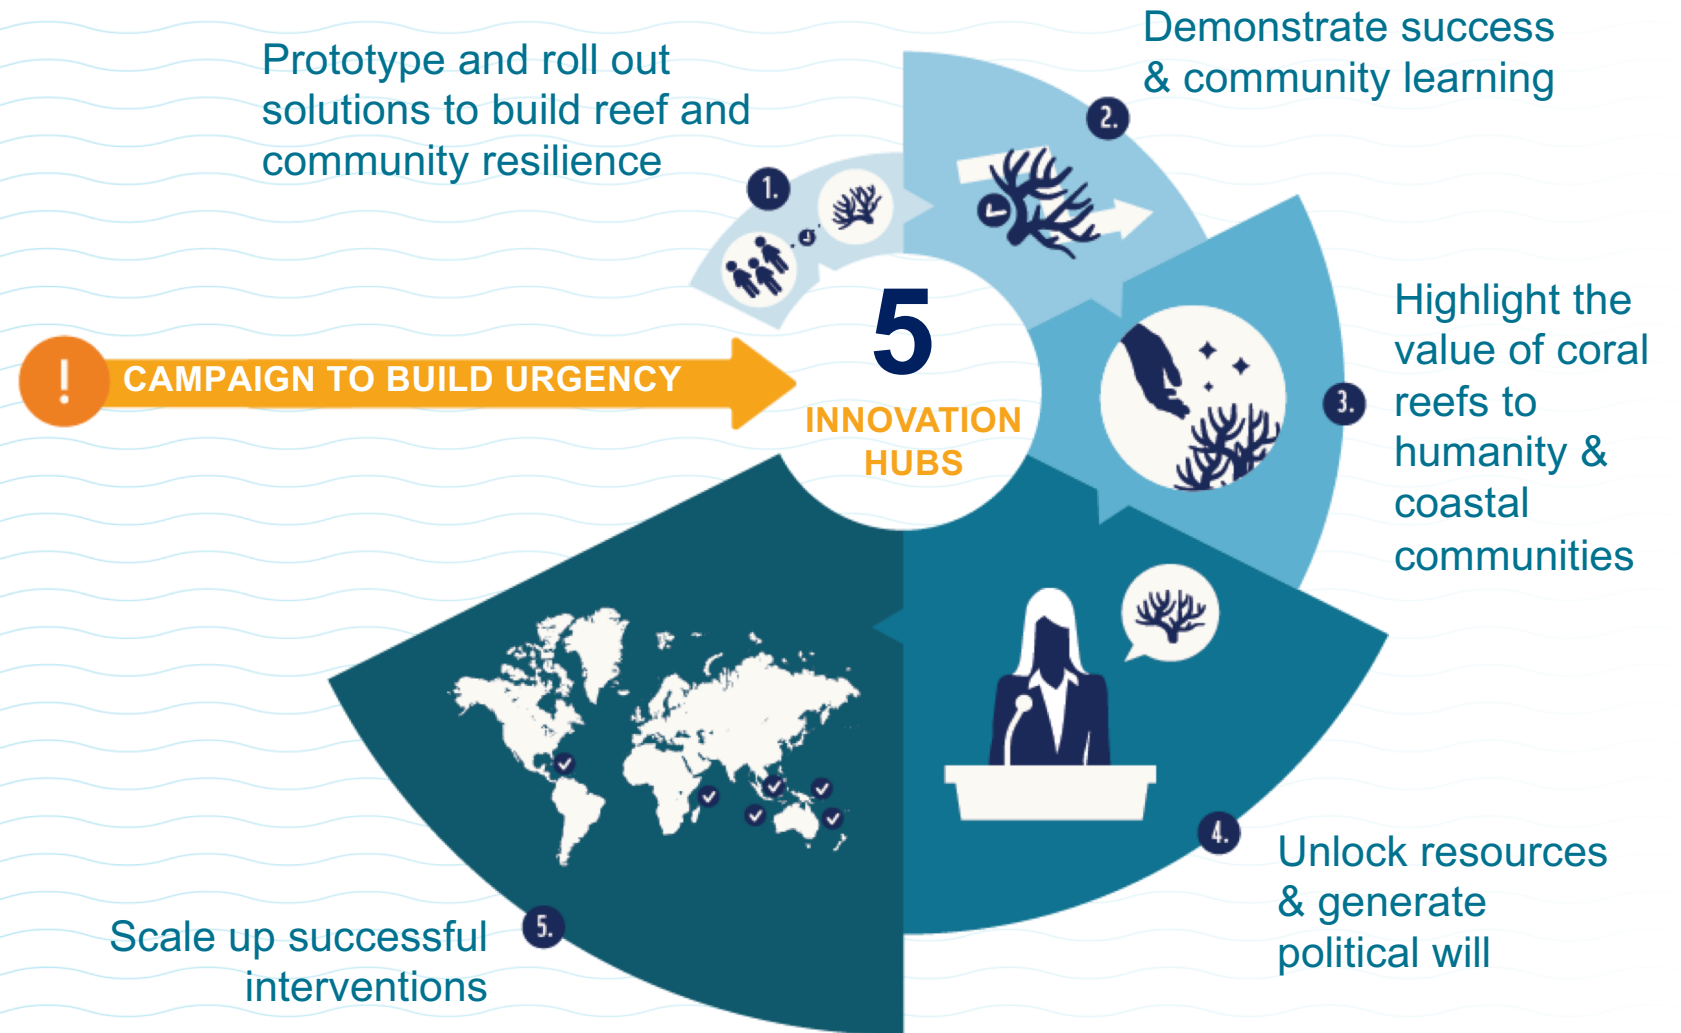 Prototype and roll out
solutions to build reef and
community resilience
1.
Demonstrate success
& community learning
2.
Highlight the
value of coral
reefs to
humanity &
coastal
communities
3.
!
CAMPAIGN TO BUILD URGENCY
5
INNOVATION
HUBS
4.
Unlock resources
& generate
political will
5.
Scale up successful
interventions